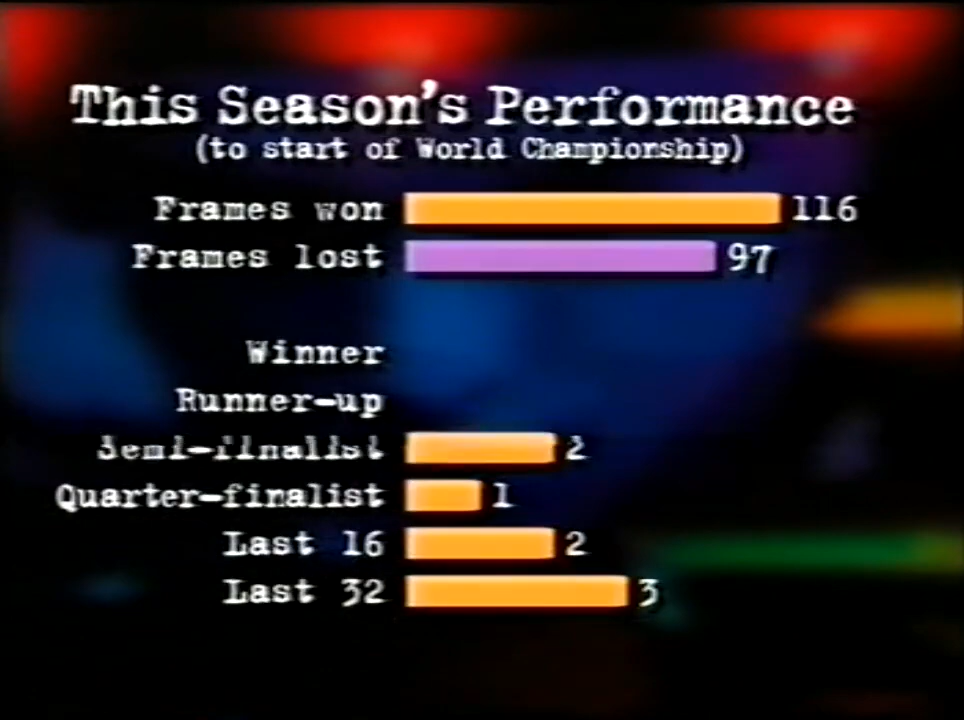 This Season's Performance
(to start of World Championship)
Frames won 116
Frames lost 97
Winner
Runner-up
Semi-finalist 2
Quarter-finalist 1
Last 16 2
Last 32 3